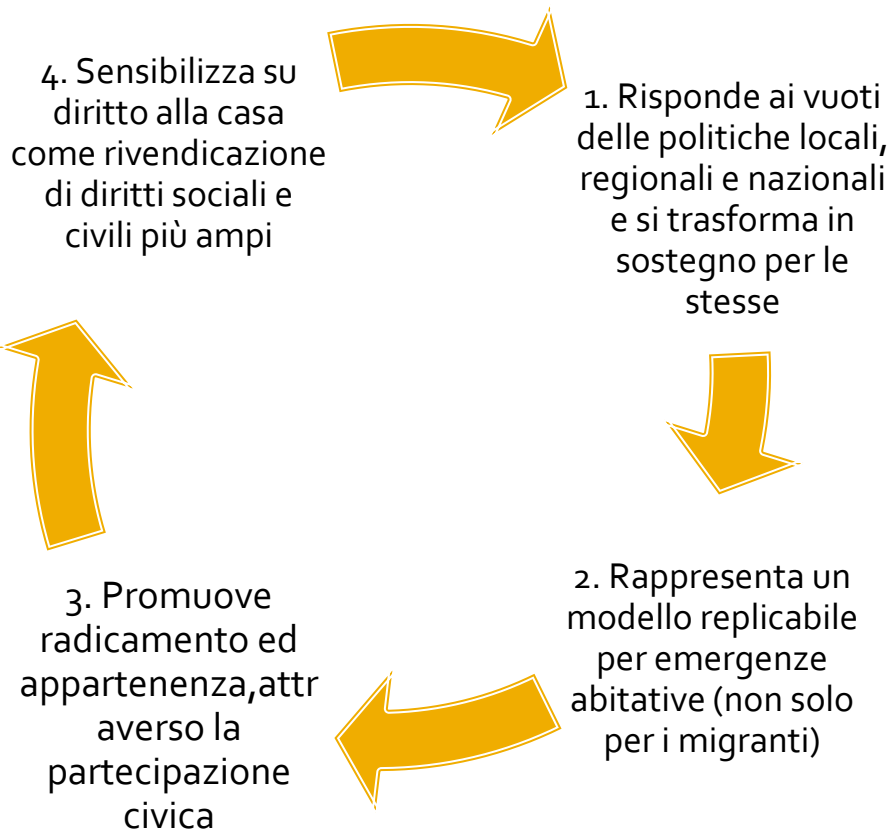 4. Sensibilizza su
diritto alla casa
come rivendicazione
di diritti sociali e
civili più ampi
1. Risponde ai vuoti
delle politiche locali,
regionali e nazionali
e si trasforma in
sostegno per le
stesse
3. Promuove
radicamento ed
appartenenza,attr
averso la
partecipazione
civica
2. Rappresenta un
modello replicabile
per emergenze
abitative (non solo
per i migranti)